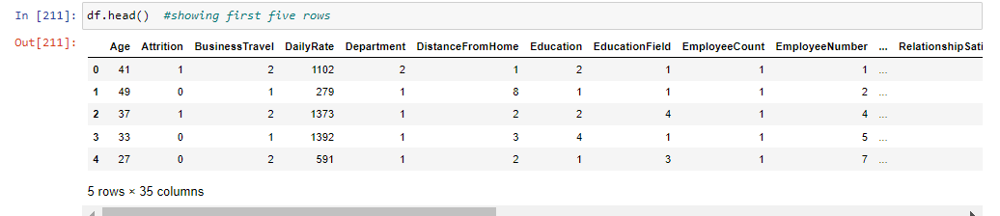 In [211]: df.head()  #showing first five rows
Out[211]:
Age Attrition BusinessTravel DailyRate Department DistanceFromHome Education EducationField EmployeeCount EmployeeNumber ... RelationshipSati
0 41 1 2 1102 2 1 2 1 1 1 ...
1 49 0 1 279 1 8 1 1 1 2 ...
2 37 1 2 1373 1 2 2 4 1 4 ...
3 33 0 1 1392 1 3 4 1 1 5 ...
4 27 0 2 591 1 2 1 3 1 7 ...
5 rows × 35 columns